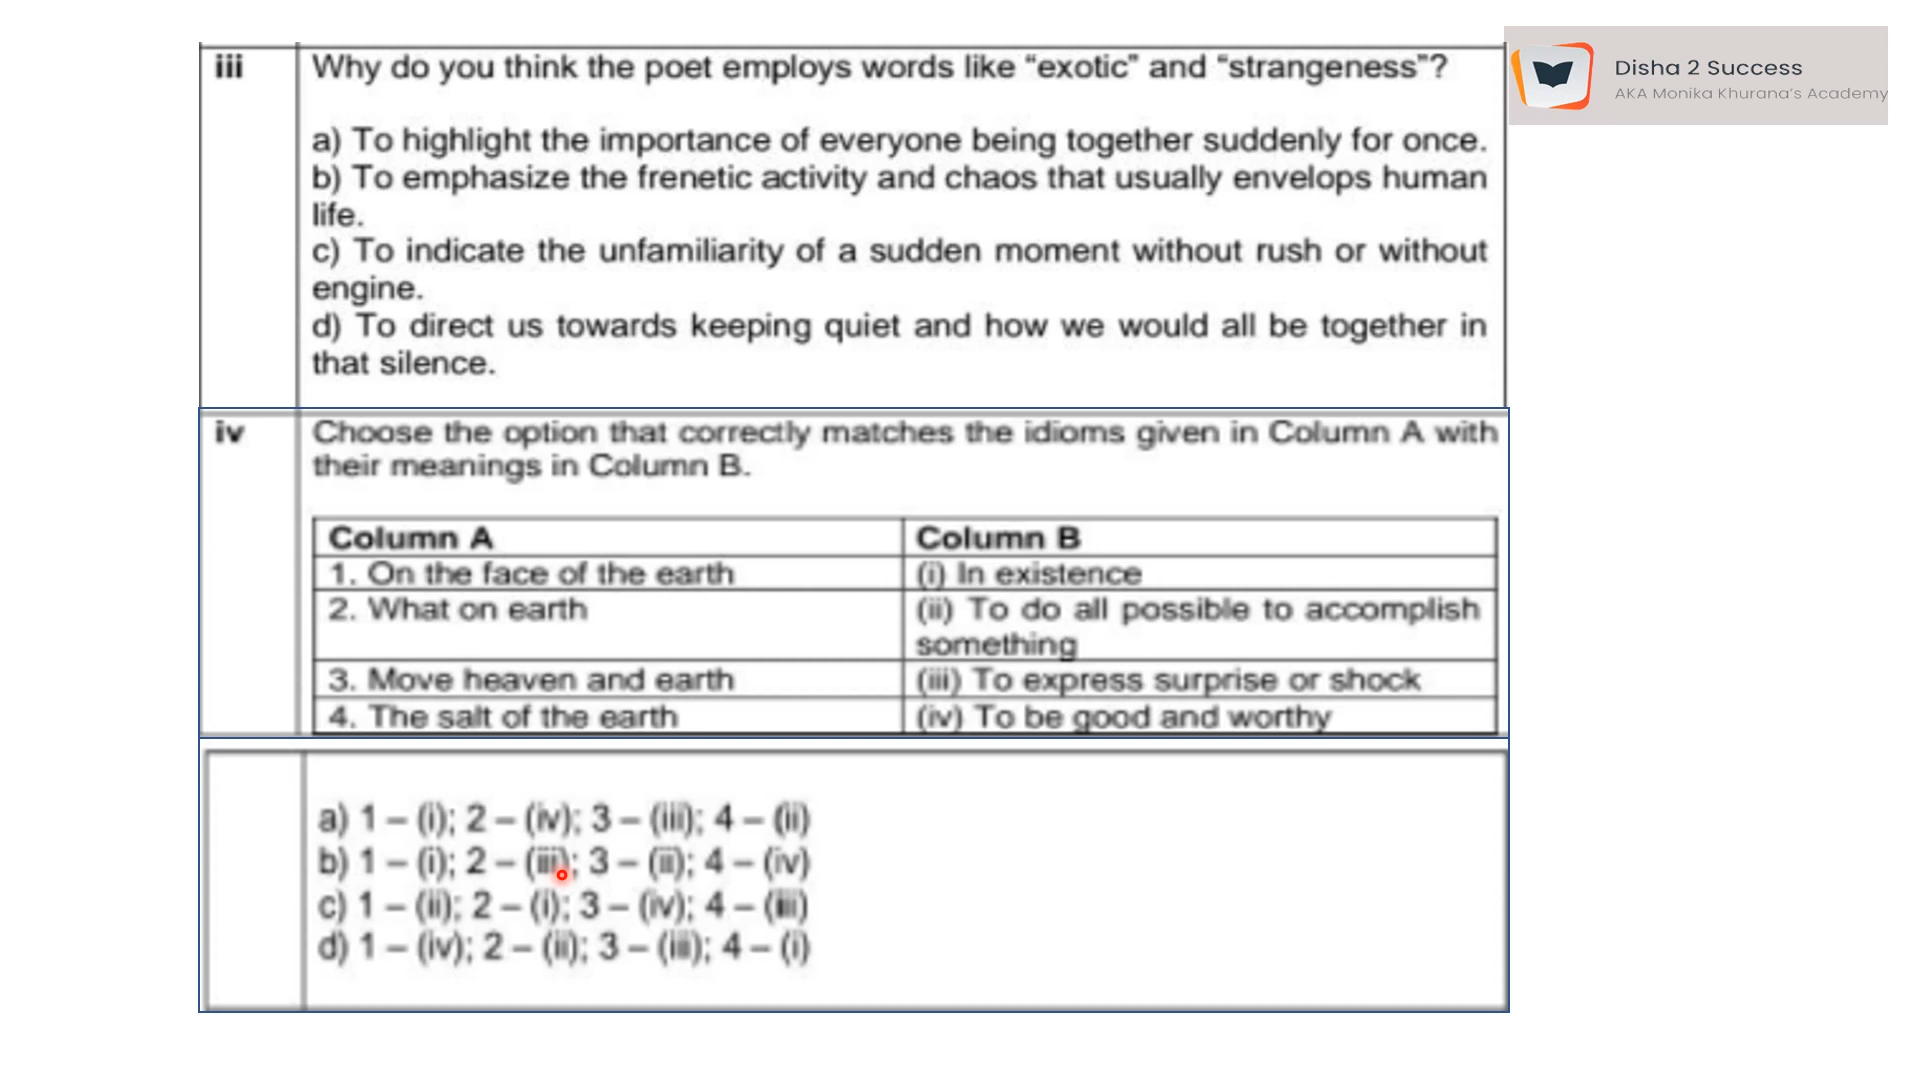 iii Why do you think the poet employs words like “exotic” and “strangeness”?
a) To highlight the importance of everyone being together suddenly for once.
b) To emphasize the frenetic activity and chaos that usually envelops human
life.
c) To indicate the unfamiliarity of a sudden moment without rush or without
engine.
d) To direct us towards keeping quiet and how we would all be together in
that silence.
Disha 2 Success
AKA Monika Khurana's Academy
iv Choose the option that correctly matches the idioms given in Column A with
their meanings in Column B.
Column A Column B
1. On the face of the earth (i) In existence
2. What on earth (ii) To do all possible to accomplish
something
3. Move heaven and earth (iii) To express surprise or shock
4. The salt of the earth (iv) To be good and worthy
a) 1 – (i); 2 – (iv); 3 – (iii); 4 – (ii)
b) 1 – (i); 2 – (iii); 3 – (ii); 4 – (iv)
c) 1 – (ii); 2 – (i); 3 – (iv); 4 – (iii)
d) 1 – (iv); 2 – (ii); 3 – (iii); 4 – (i)